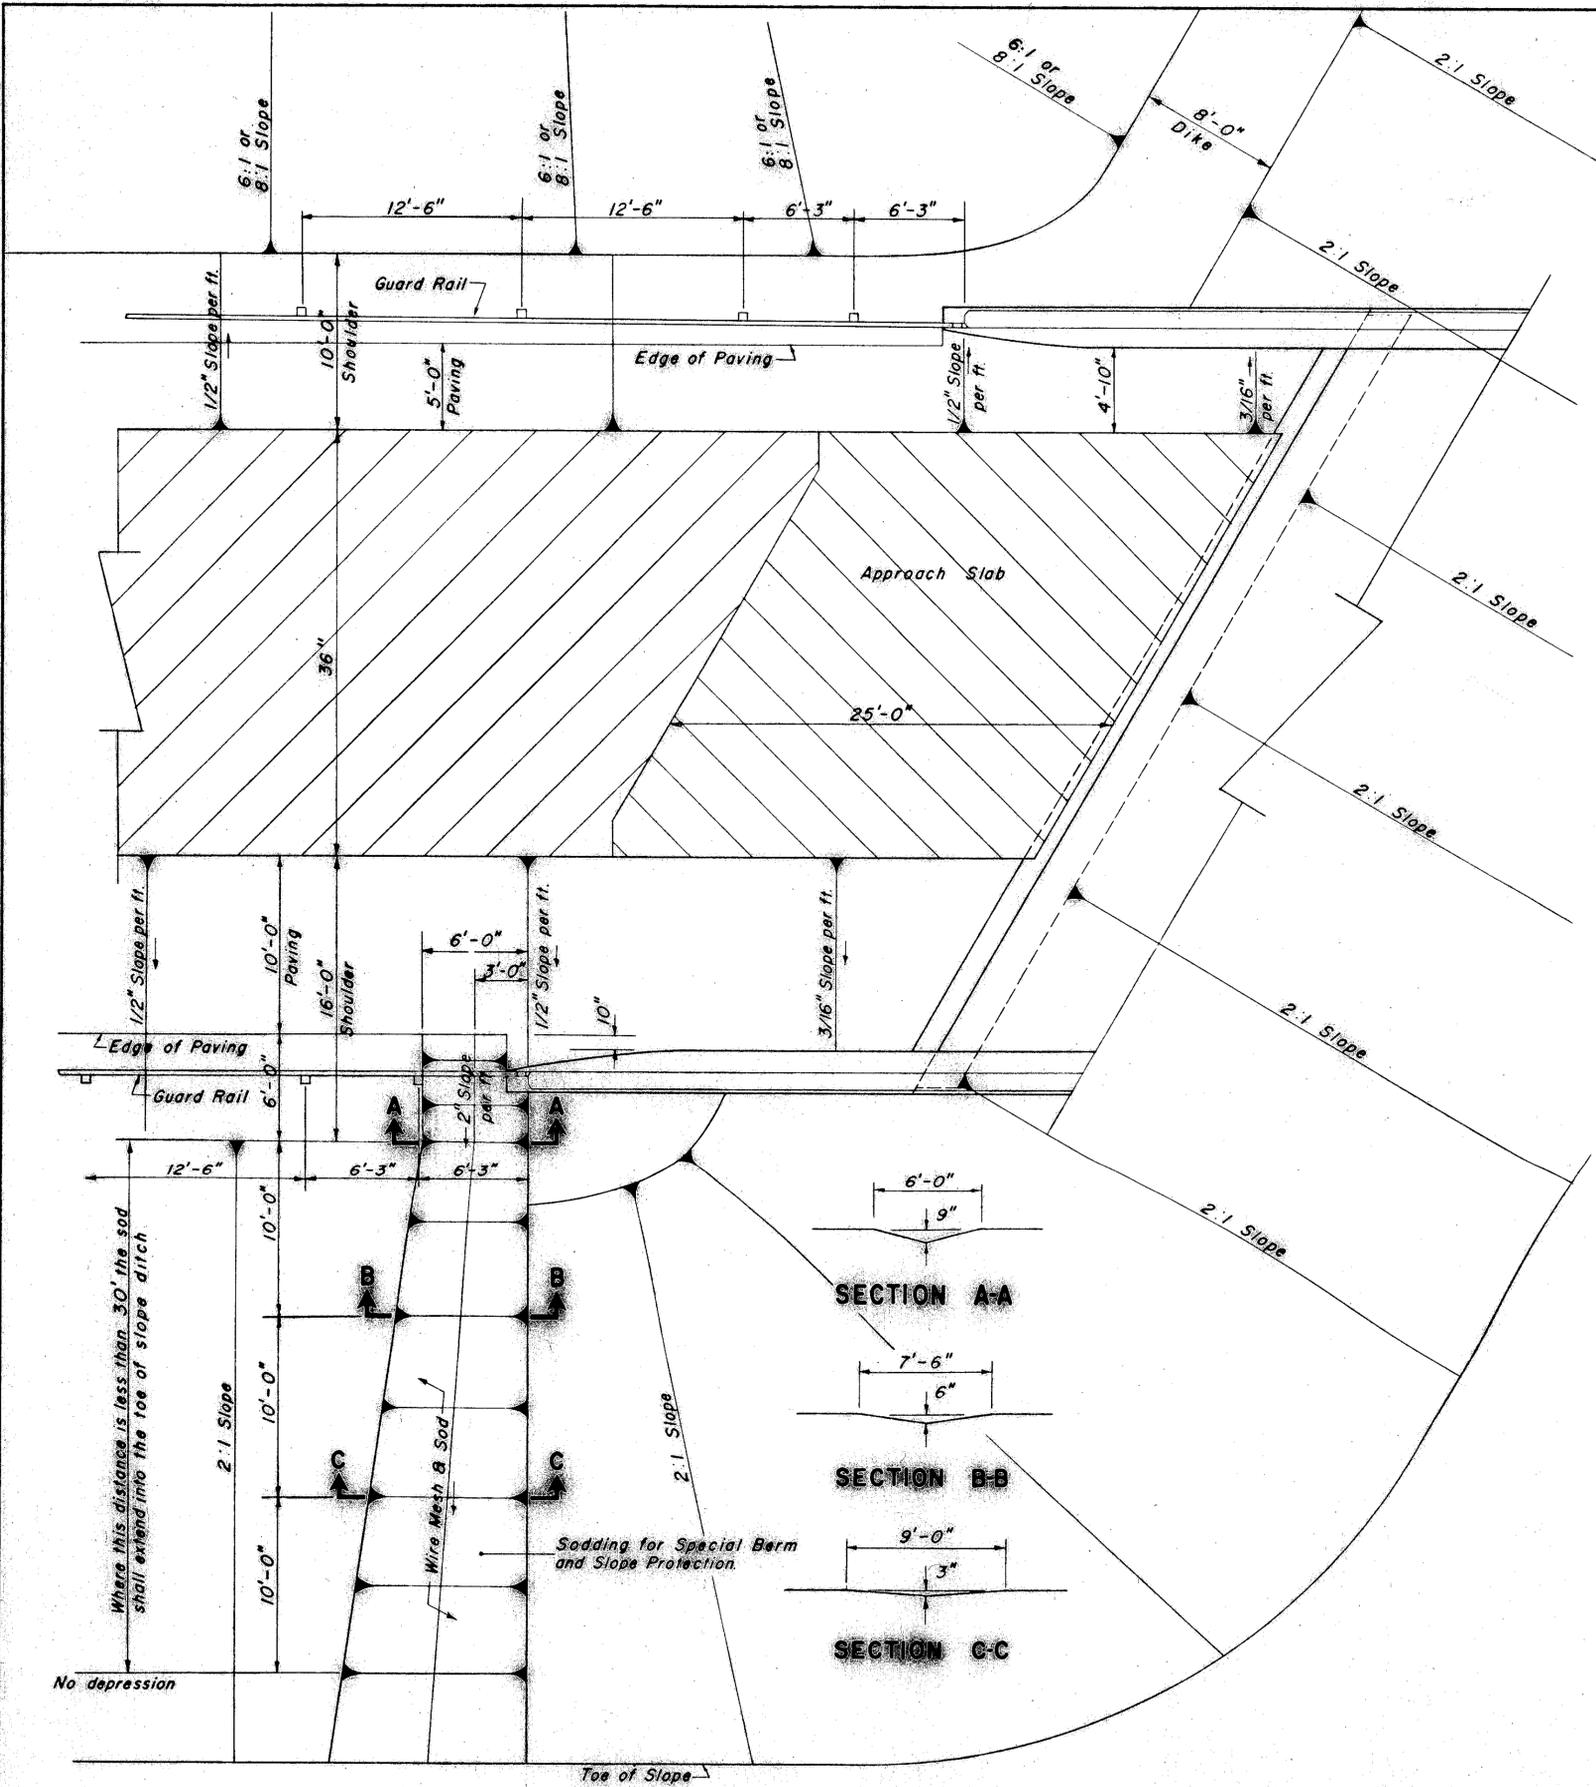 6:1 or
8:1 Slope
6:1 or
8:1 Slope
6:1 or
8:1 Slope
6:1 or
8:1 Slope
2:1 Slope
8'-0"
Dike
12'-6"
12'-6"
6'-3"
6'-3"
2:1 Slope
Guard Rail
1/2" Slope per ft.
10'-0"
Shoulder
Edge of Paving
5'-0"
Paving
1/2" Slope
per ft.
4'-10"
3/16"
per ft.
Approach Slab
2:1 Slope
36"
25'-0"
2:1 Slope
1/2" Slope per ft.
10'-0"
Paving
16'-0"
Shoulder
6'-0"
3'-0"
1/2" Slope per ft.
10"
3/16" Slope per ft.
2:1 Slope
Edge of Paving
Guard Rail
6'-0"
2" Slope
per ft.
A
A
12'-6"
6'-3"
6'-3"
2:1 Slope
6'-0"
9"
SECTION A-A
Where this distance is less than 30' the sod
shall extend into the toe of slope ditch
10'-0"
B
B
2:1 Slope
10'-0"
7'-6"
6"
SECTION B-B
2:1 Slope
Wire Mesh & Sod
C
C
Sodding for Special Berm
and Slope Protection.
9'-0"
3"
SECTION C-C
10'-0"
No depression
Toe of Slope